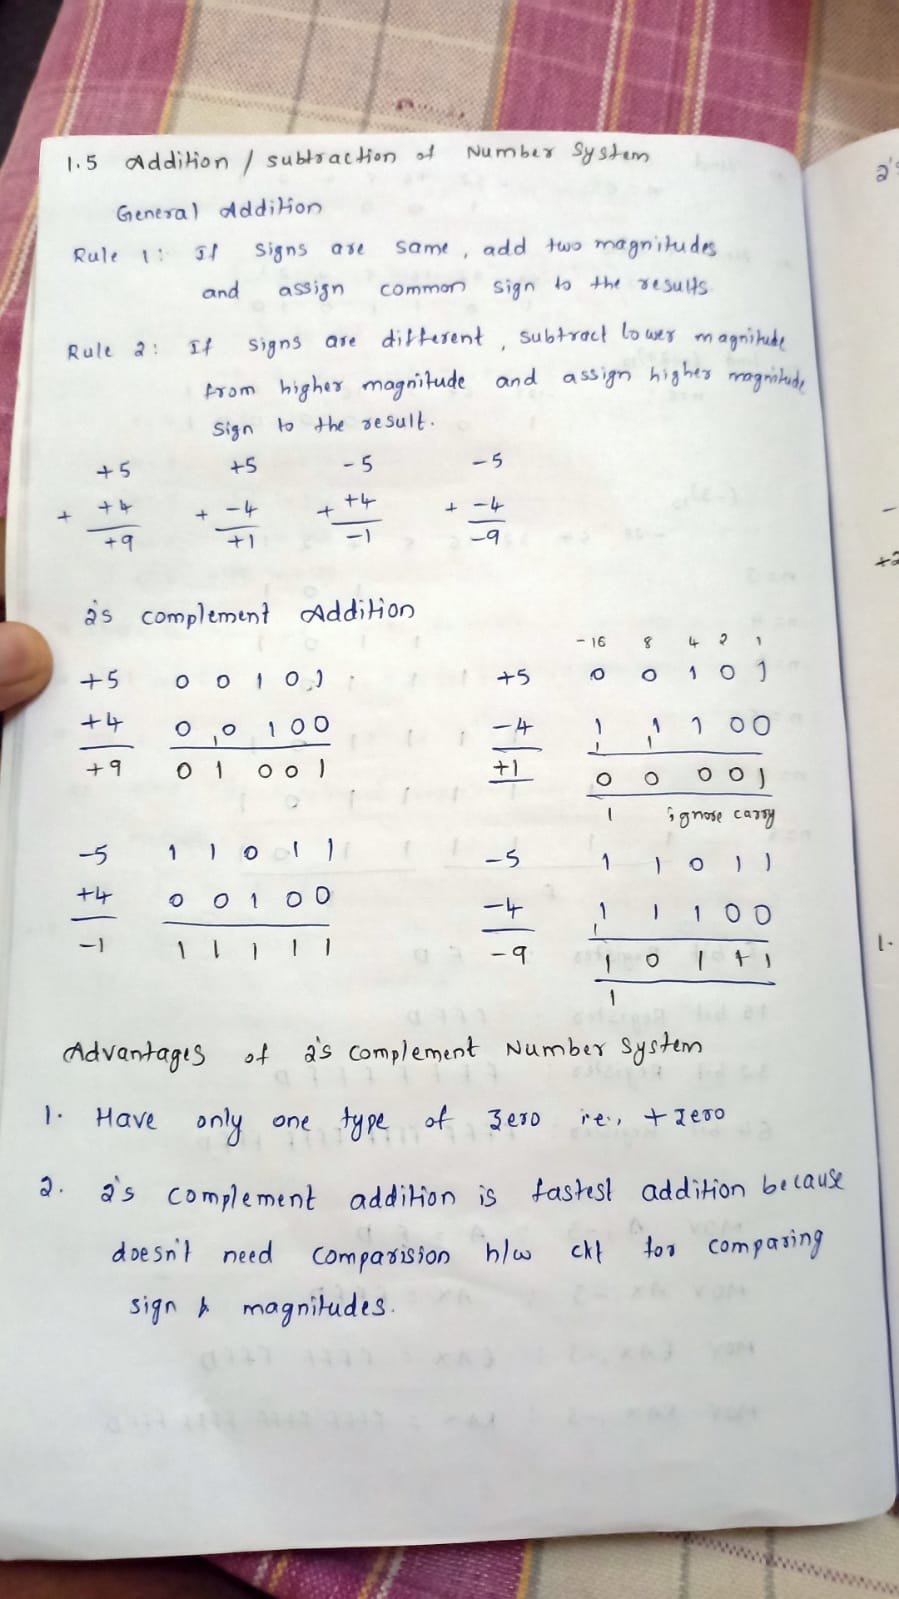 1.5 Addition / subtraction of Number System
General Addition
Rule 1: If signs are same, add two magnitudes
and assign common sign to the results
Rule 2: If signs are different, subtract lower magnitude
from higher magnitude and assign higher magnitude
sign to the result.
+5 +5 -5 -5
+ +4 + -4 + +4 + -4
+9 +1 -1 -9
2's complement Addition
-16 8 4 2 1
+5 0 0 1 0 1 +5 0 0 1 0 1
+4 0 0 1 0 0 -4 1 1 1 0 0
1 1 1
+9 0 1 0 0 1 +1 0 0 0 0 1
1 ignore carry
-5 1 1 0 1 1 -5 1 1 0 1 1
+4 0 0 1 0 0 -4 1 1 1 0 0
1
-1 1 1 1 1 1 -9 1 0 1 1 1
1
Advantages of 2's complement Number System
1. Have only one type of zero ie., + zero
2. 2's complement addition is fastest addition because
doesn't need comparision h/w ckt for comparing
sign & magnitudes.
2's
-
+2
1.